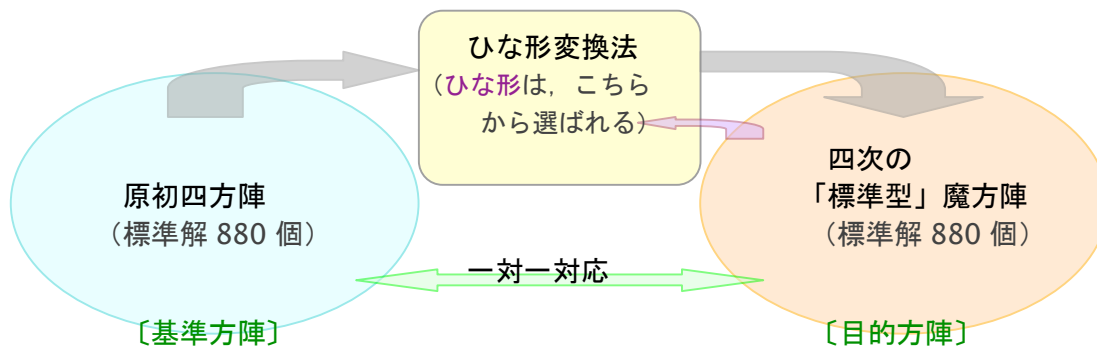 ひな形変換法
（ひな形は，こちら
から選ばれる）
原初四方陣
（標準解 880 個）
四次の
「標準型」魔方陣
（標準解 880 個）
一対一対応
〔基準方陣〕
〔目的方陣〕